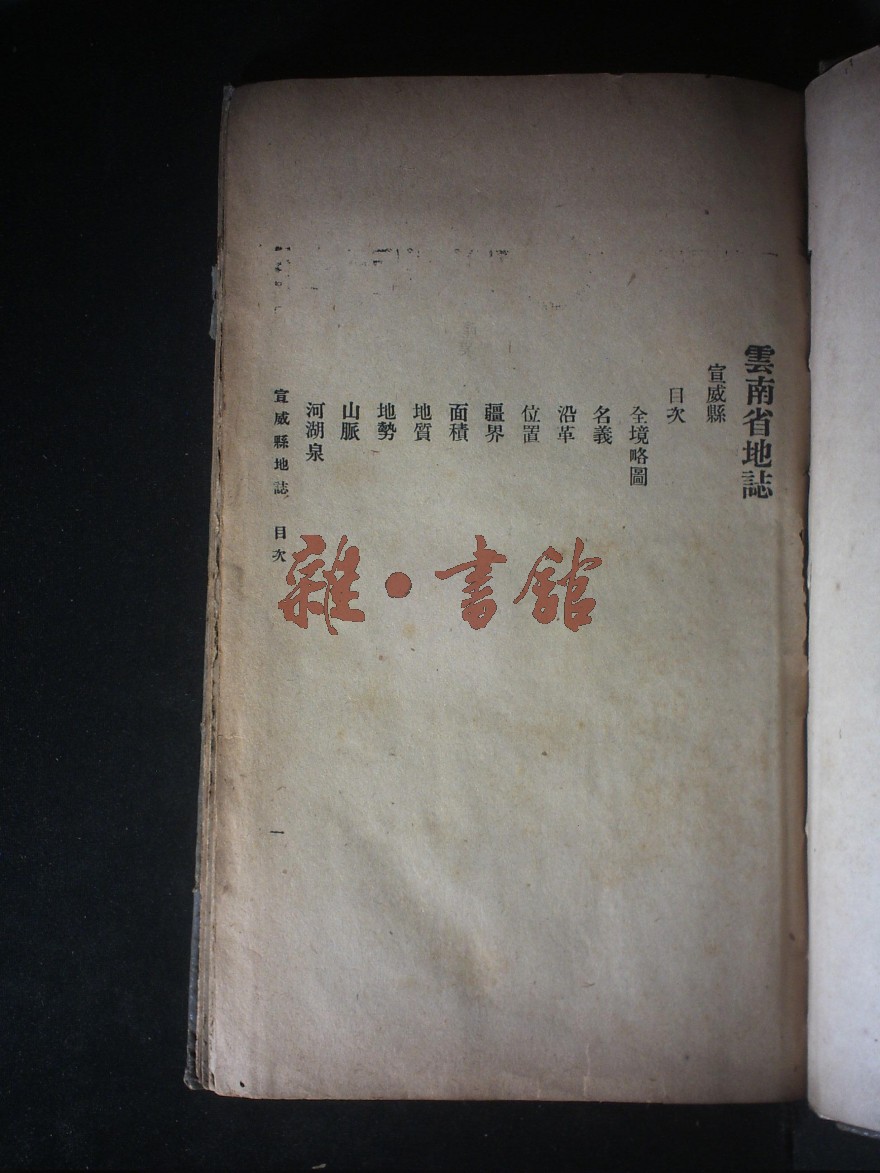 雲南省地誌
宣威縣
目次
全境略圖
名義
沿革
位置
疆界
面積
地質
地勢
山脈
河湖泉
宣威縣地誌 目次
一
雜·書館